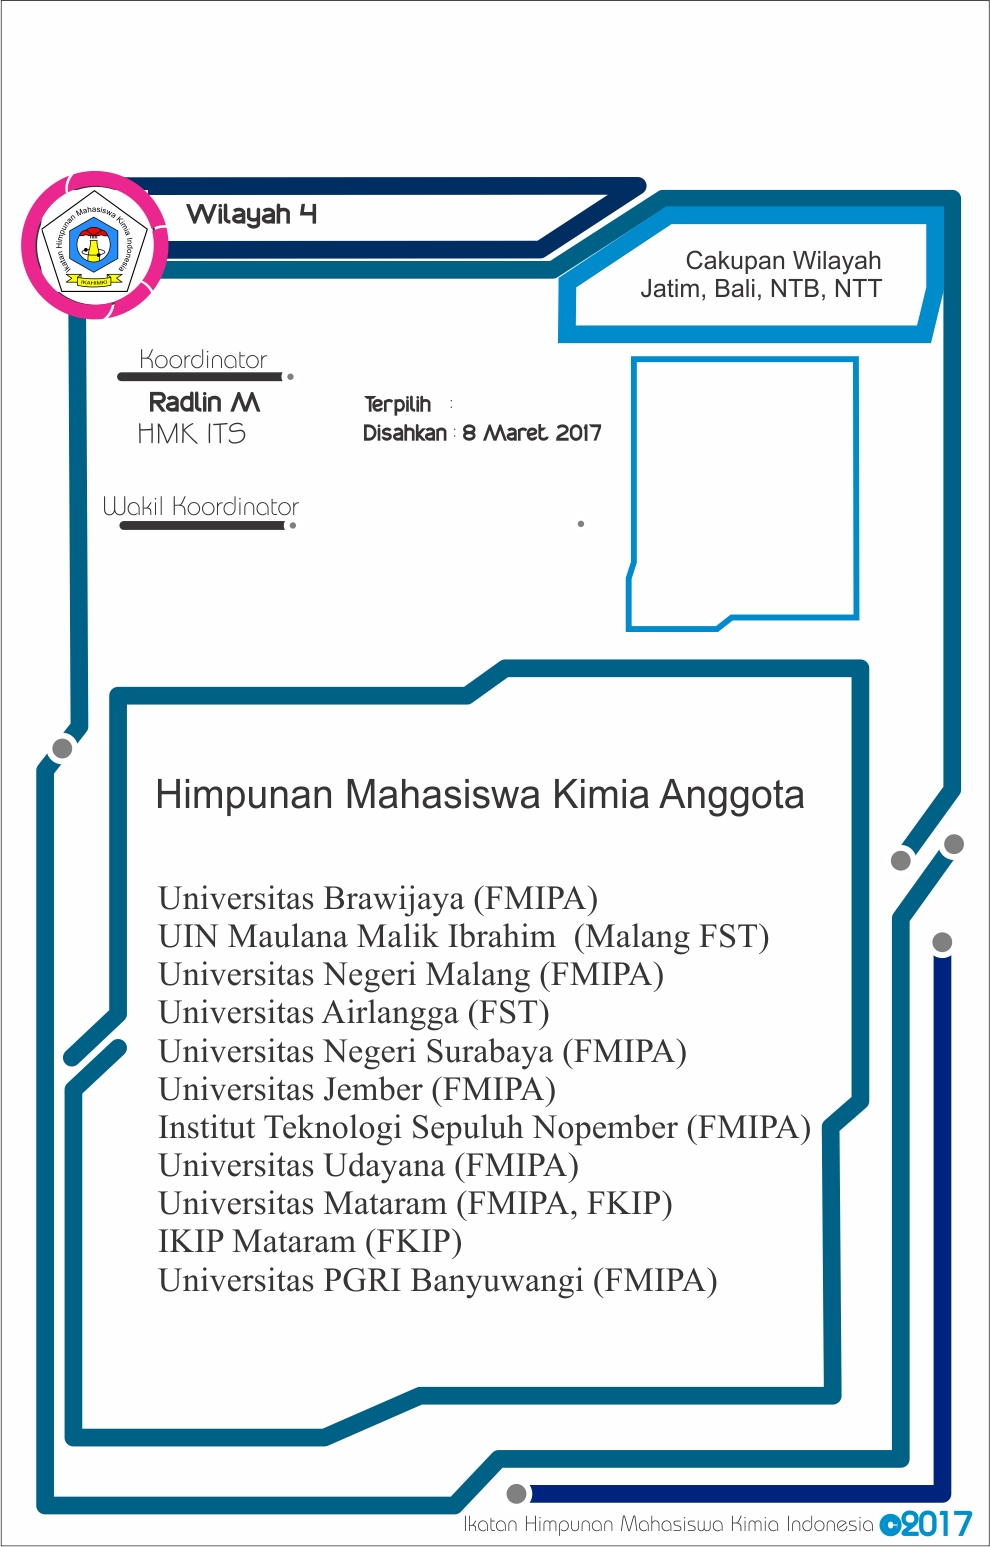 Ikatan Himpunan Mahasiswa Kimia Indonesia
IKAHIMKI
Wilayah 4
Cakupan Wilayah
Jatim, Bali, NTB, NTT
Koordinator
Radlin M
HMK ITS
Terpilih :
Disahkan : 8 Maret 2017
Wakil Koordinator
Himpunan Mahasiswa Kimia Anggota
Universitas Brawijaya (FMIPA)
UIN Maulana Malik Ibrahim (Malang FST)
Universitas Negeri Malang (FMIPA)
Universitas Airlangga (FST)
Universitas Negeri Surabaya (FMIPA)
Universitas Jember (FMIPA)
Institut Teknologi Sepuluh Nopember (FMIPA)
Universitas Udayana (FMIPA)
Universitas Mataram (FMIPA, FKIP)
IKIP Mataram (FKIP)
Universitas PGRI Banyuwangi (FMIPA)
Ikatan Himpunan Mahasiswa Kimia Indonesia ©2017